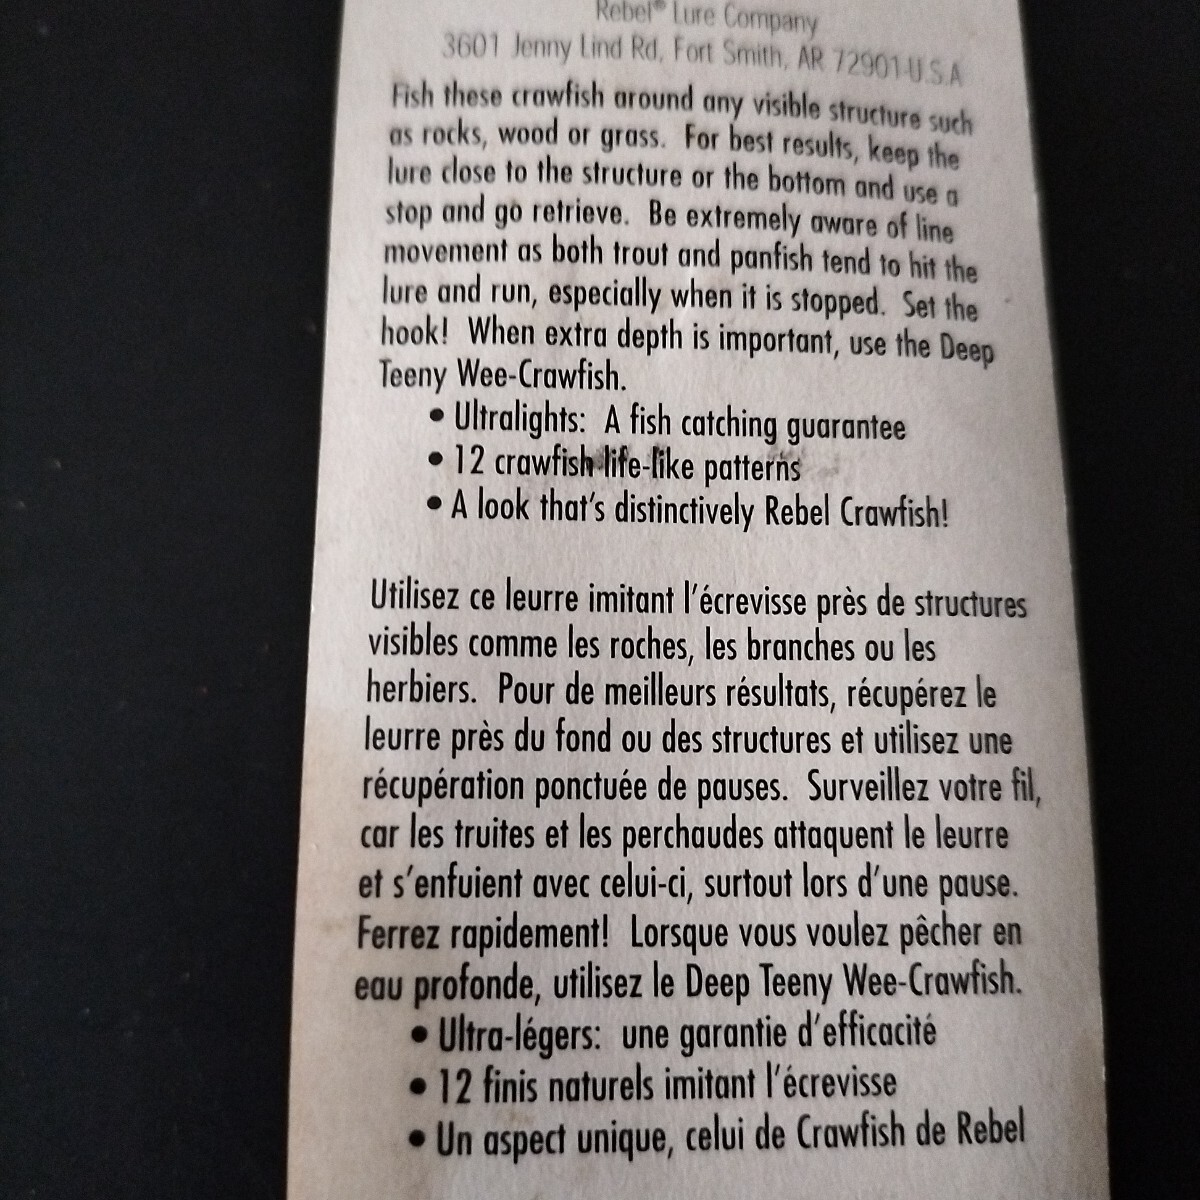 Rebel® Lure Company
3601 Jenny Lind Rd, Fort Smith, AR 72901-U.S.A
Fish these crawfish around any visible structure such
as rocks, wood or grass. For best results, keep the
lure close to the structure or the bottom and use a
stop and go retrieve. Be extremely aware of line
movement as both trout and panfish tend to hit the
lure and run, especially when it is stopped. Set the
hook! When extra depth is important, use the Deep
Teeny Wee-Crawfish.
• Ultralights: A fish catching guarantee
• 12 crawfish life-like patterns
• A look that's distinctively Rebel Crawfish!
Utilisez ce leurre imitant l'écrevisse près de structures
visibles comme les roches, les branches ou les
herbiers. Pour de meilleurs résultats, récupérez le
leurre près du fond ou des structures et utilisez une
récupération ponctuée de pauses. Surveillez votre fil,
car les truites et les perchaudes attaquent le leurre
et s'enfuient avec celui-ci, surtout lors d'une pause.
Ferrez rapidement! Lorsque vous voulez pêcher en
eau profonde, utilisez le Deep Teeny Wee-Crawfish.
• Ultra-légers: une garantie d'efficacité
• 12 finis naturels imitant l'écrevisse
• Un aspect unique, celui de Crawfish de Rebel